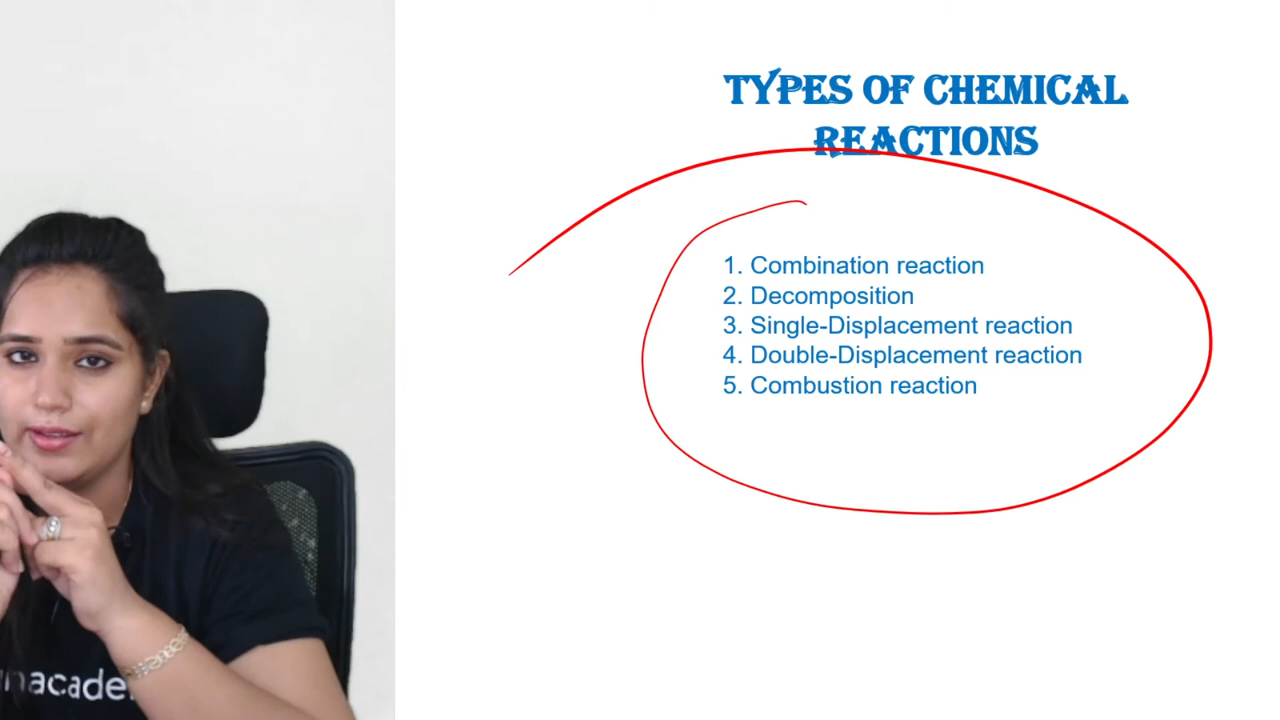 TYPES OF CHEMICAL
REACTIONS
1. Combination reaction
2. Decomposition
3. Single-Displacement reaction
4. Double-Displacement reaction
5. Combustion reaction